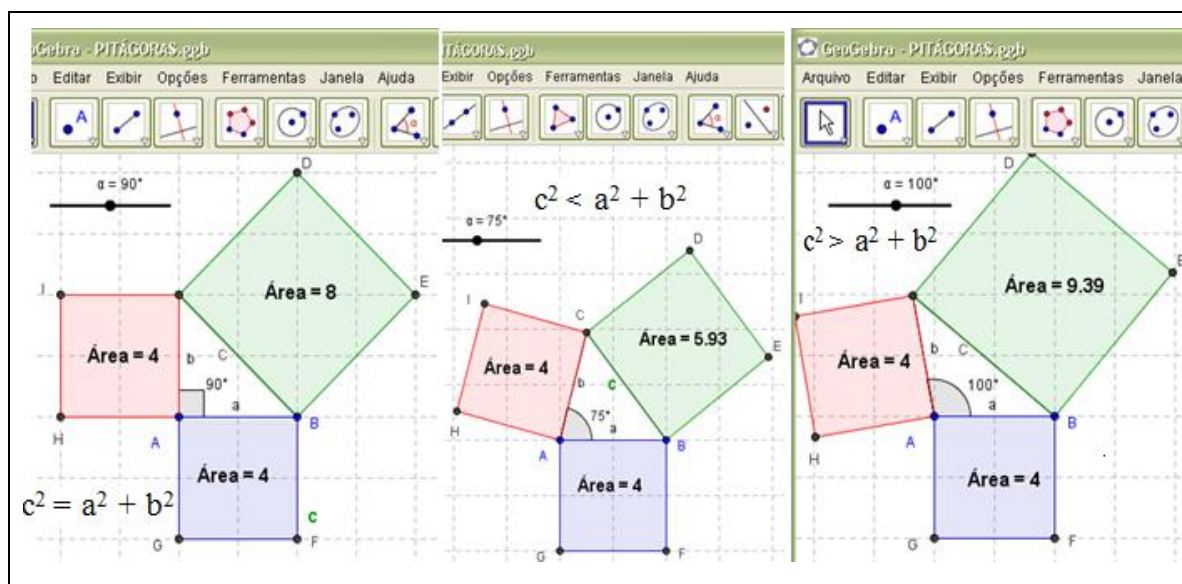 GeoGebra - PITÁGORAS.ggb
Editar Exibir Opções Ferramentas Janela Ajuda
A
α
α = 90°
D
I
E
Área = 8
Área = 4
b
C
90°
a
H
A
B
Área = 4
c² = a² + b²
c
G
F
PITÁGORAS.ggb
Exibir Opções Ferramentas Janela Ajuda
α
c² < a² + b²
α = 75°
D
I
C
Área = 5.93
E
Área = 4
b
c
75°
a
H
A
B
Área = 4
G
F
GeoGebra - PITÁGORAS.ggb
Arquivo Editar Exibir Opções Ferramentas Janela
A
D
α = 100°
c² > a² + b²
E
I
Área = 9.39
Área = 4
b
C
100°
a
A
B
H
Área = 4
G
F